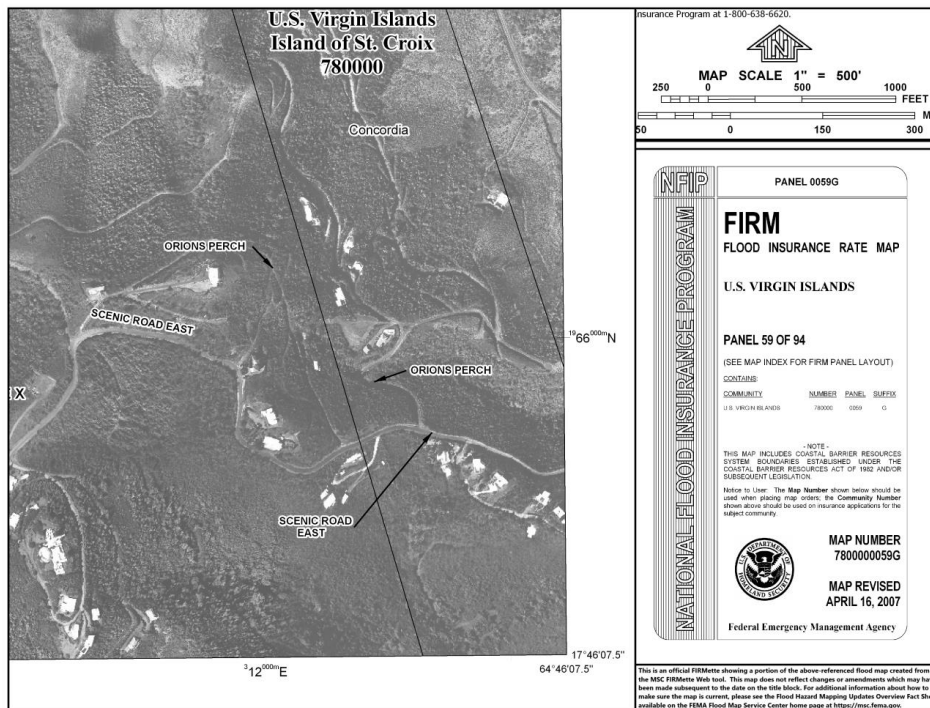 U.S. Virgin Islands
Island of St. Croix
780000
Concordia
ORIONS PERCH
SCENIC ROAD EAST
ORIONS PERCH
SCENIC ROAD
EAST
X
1966000mN
312000mE
17°46'07.5"
64°46'07.5"
nsurance Program at 1-800-638-6620.
N
MAP SCALE 1" = 500'
250 0 500 1000
FEET
M
50 0 150 300
NFIP
NATIONAL FLOOD INSURANCE PROGRAM
PANEL 0059G
FIRM
FLOOD INSURANCE RATE MAP
U.S. VIRGIN ISLANDS
PANEL 59 OF 94
(SEE MAP INDEX FOR FIRM PANEL LAYOUT)
CONTAINS:
COMMUNITY NUMBER PANEL SUFFIX
U.S. VIRGIN ISLANDS 780000 0059 G
- NOTE -
THIS MAP INCLUDES COASTAL BARRIER RESOURCES
SYSTEM BOUNDARIES ESTABLISHED UNDER THE
COASTAL BARRIER RESOURCES ACT OF 1982 AND/OR
SUBSEQUENT LEGISLATION.
Notice to User: The Map Number shown below should be
used when placing map orders; the Community Number
shown above should be used on insurance applications for the
subject community.
U.S. DEPARTMENT OF
HOMELAND SECURITY
MAP NUMBER
7800000059G
MAP REVISED
APRIL 16, 2007
Federal Emergency Management Agency
This is an official FIRMette showing a portion of the above-referenced flood map created from
the MSC FIRMette Web tool. This map does not reflect changes or amendments which may hav
been made subsequent to the date on the title block. For additional information about how to
make sure the map is current, please see the Flood Hazard Mapping Updates Overview Fact She
available on the FEMA Flood Map Service Center home page at https://msc.fema.gov.